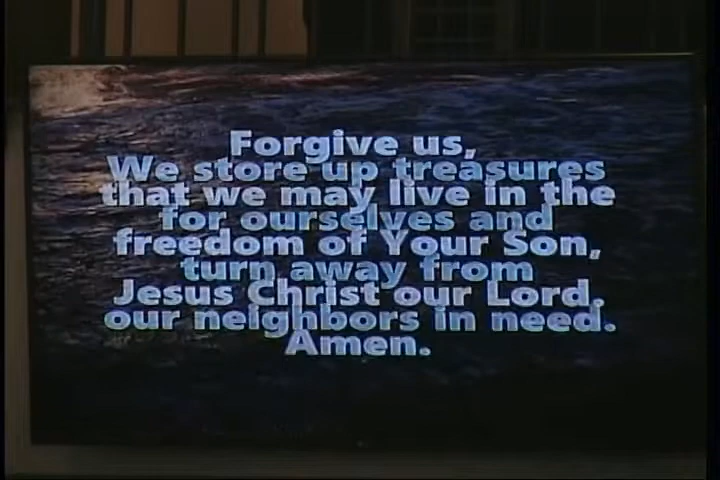 Forgive us,
We store up treasures
that we may live in the
for ourselves and
freedom of Your Son,
turn away from
Jesus Christ our Lord.
our neighbors in need.
Amen.